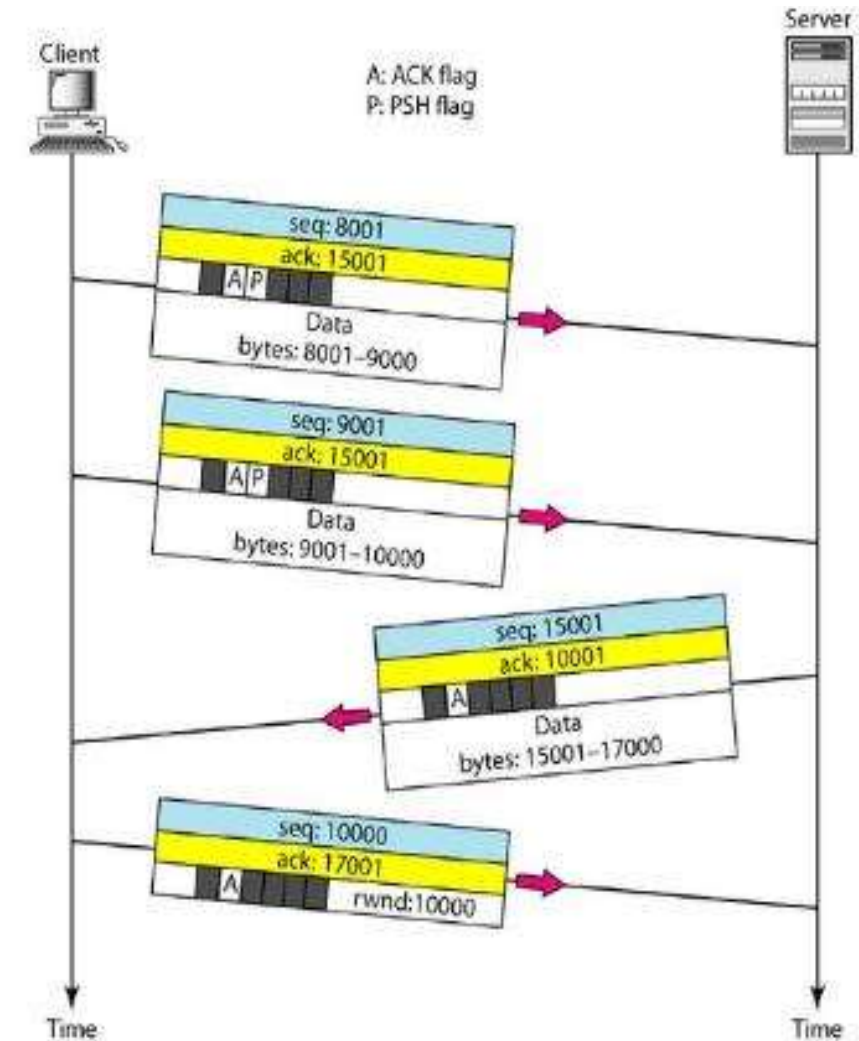 Server
Client
A: ACK flag
P: PSH flag
seq: 8001
ack: 15001
A P
Data
bytes: 8001–9000
seq: 9001
ack: 15001
A P
Data
bytes: 9001–10000
seq: 15001
ack: 10001
A
Data
bytes: 15001–17000
seq: 10000
ack: 17001
A
rwnd:10000
Time
Time